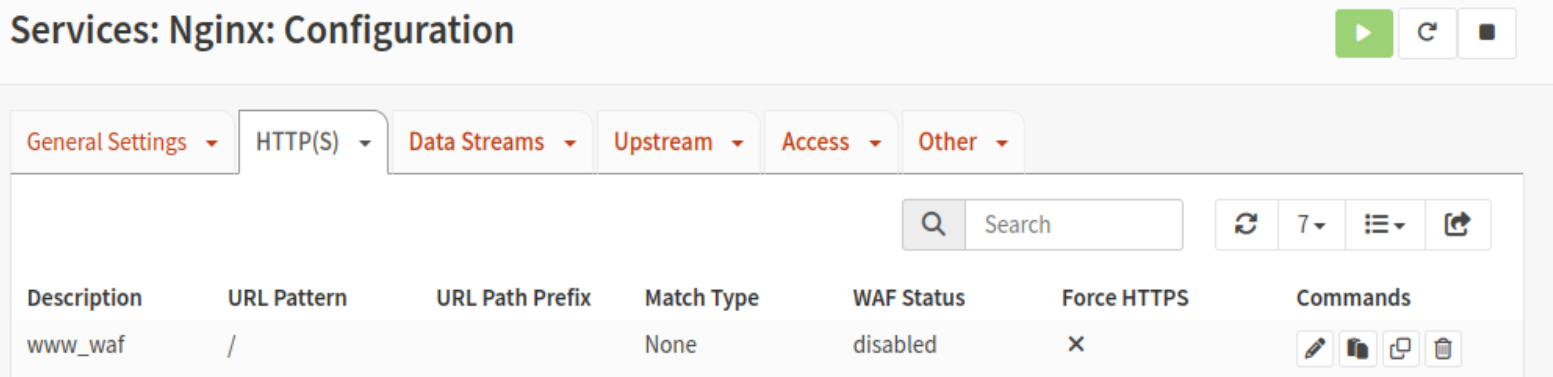 Services: Nginx: Configuration
General Settings HTTP(S) Data Streams Upstream Access Other
Search 7
Description URL Pattern URL Path Prefix Match Type WAF Status Force HTTPS Commands
www_waf / None disabled